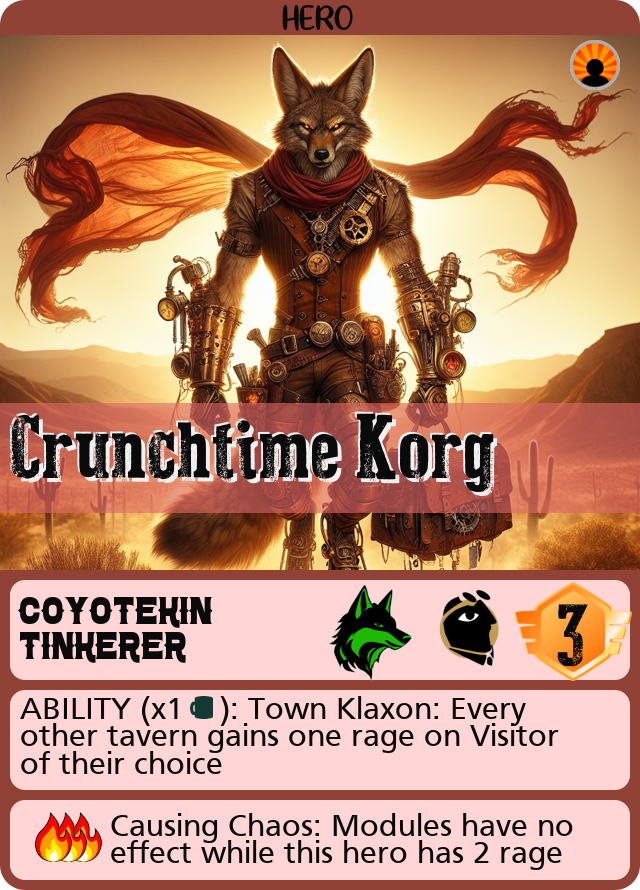 HERO
Crunchtime Korg
COYOTEKIN
TINKERER
3
ABILITY (x1 ): Town Klaxon: Every
other tavern gains one rage on Visitor
of their choice
Causing Chaos: Modules have no
effect while this hero has 2 rage